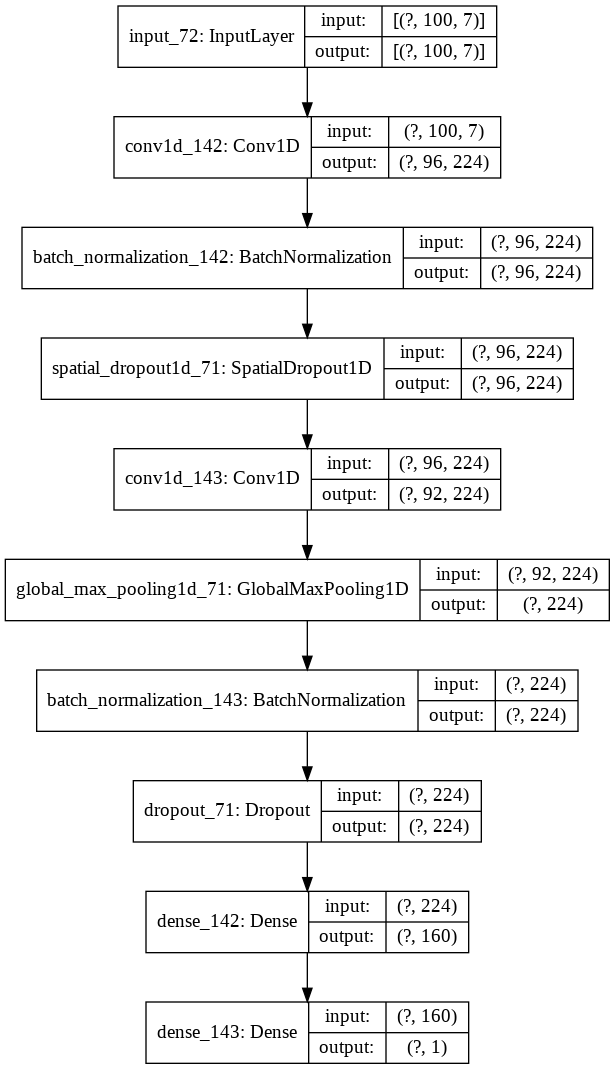 input_72: InputLayer input: [(?, 100, 7)]
output: [(?, 100, 7)]
conv1d_142: Conv1D input: (?, 100, 7)
output: (?, 96, 224)
batch_normalization_142: BatchNormalization input: (?, 96, 224)
output: (?, 96, 224)
spatial_dropout1d_71: SpatialDropout1D input: (?, 96, 224)
output: (?, 96, 224)
conv1d_143: Conv1D input: (?, 96, 224)
output: (?, 92, 224)
global_max_pooling1d_71: GlobalMaxPooling1D input: (?, 92, 224)
output: (?, 224)
batch_normalization_143: BatchNormalization input: (?, 224)
output: (?, 224)
dropout_71: Dropout input: (?, 224)
output: (?, 224)
dense_142: Dense input: (?, 224)
output: (?, 160)
dense_143: Dense input: (?, 160)
output: (?, 1)